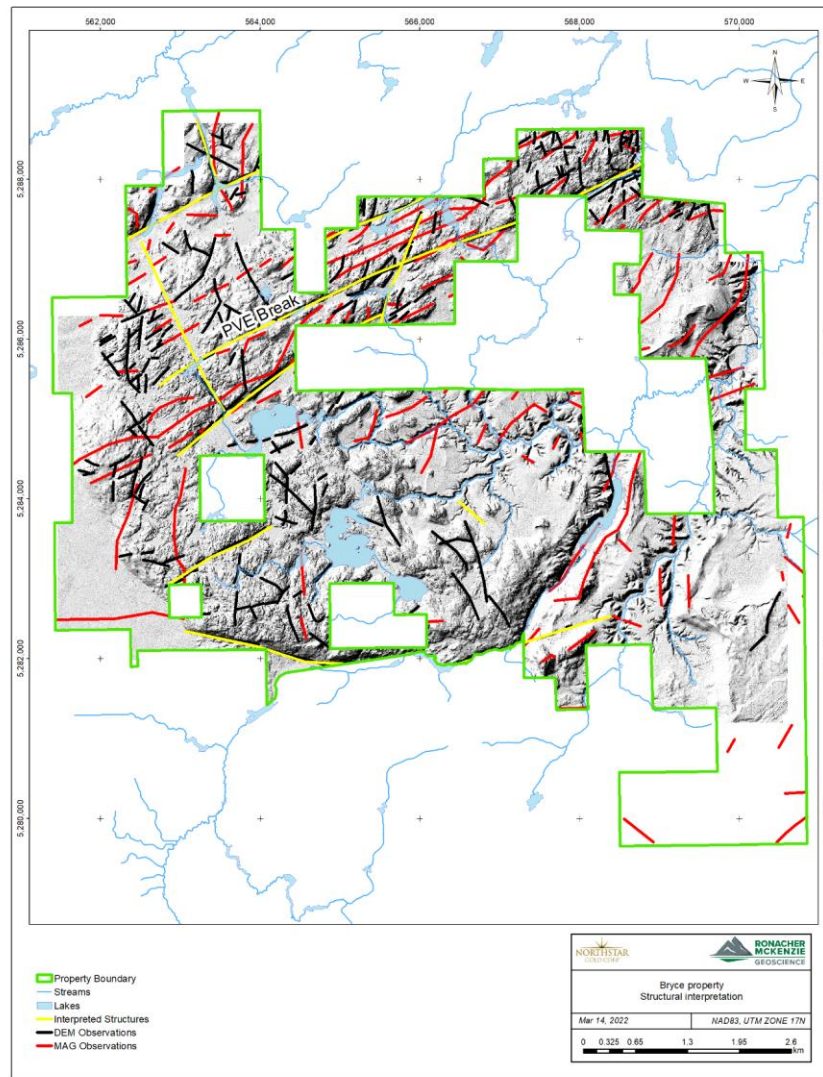 562,000 564,000 566,000 568,000 570,000
N
W E
S
5,288,000
PVE Break
5,286,000
5,284,000
5,282,000
5,280,000
Property Boundary
Streams
Lakes
Interpreted Structures
DEM Observations
MAG Observations
NORTHSTAR
GOLD CORP
RONACHER
MCKENZIE
GEOSCIENCE
Bryce property
Structural interpretation
Mar 14, 2022 NAD83, UTM ZONE 17N
0 0.325 0.65 1.3 1.95 2.6
km